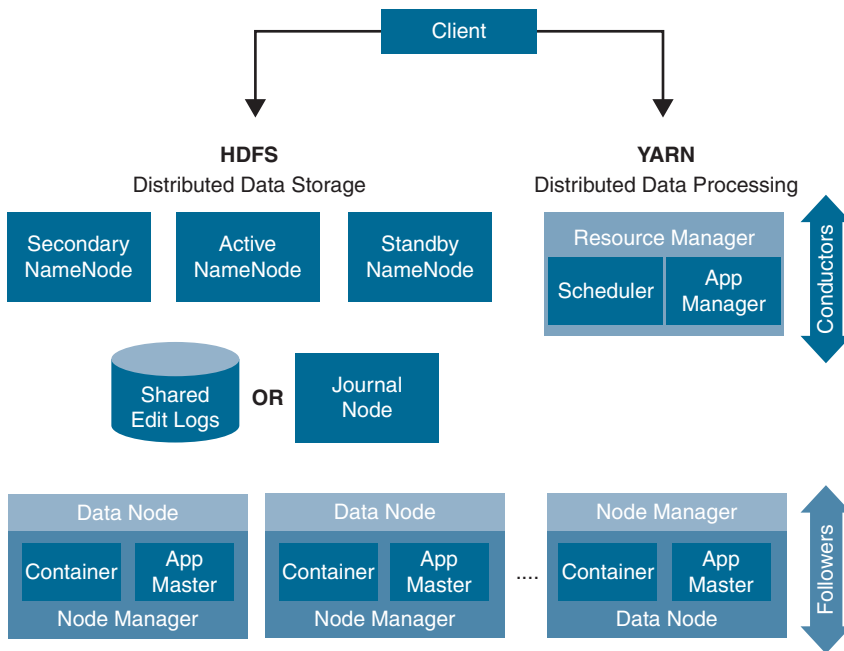 Client
HDFS
Distributed Data Storage
YARN
Distributed Data Processing
Secondary
NameNode
Active
NameNode
Standby
NameNode
Resource Manager
Scheduler
App
Manager
Conductors
Shared
Edit Logs
OR
Journal
Node
Data Node
Container
App
Master
Node Manager
Data Node
Container
App
Master
Node Manager
....
Node Manager
Container
App
Master
Data Node
Followers